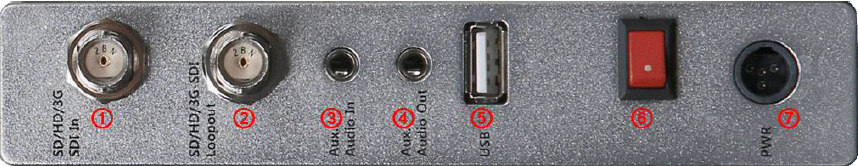 SD/HD/3G
SDI In
①
SD/HD/3G-SDI
Loopout
②
Aux.
Audio In
③
Aux.
Audio Out
④
USB
⑤
⑥
PWR
⑦